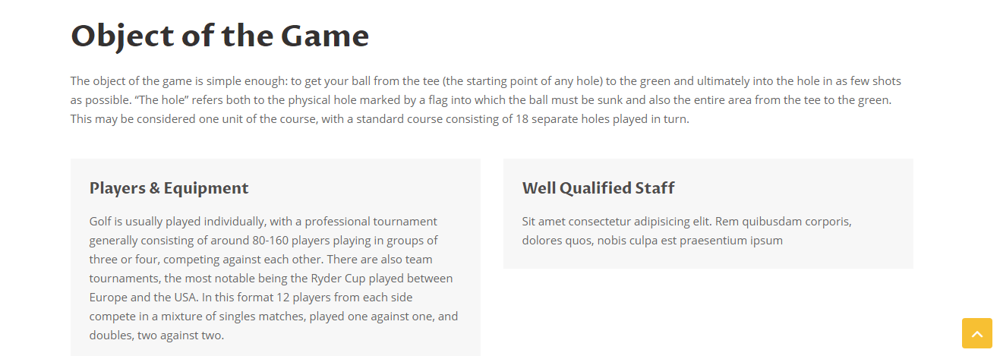 Object of the Game
The object of the game is simple enough: to get your ball from the tee (the starting point of any hole) to the green and ultimately into the hole in as few shots
as possible. “The hole” refers both to the physical hole marked by a flag into which the ball must be sunk and also the entire area from the tee to the green.
This may be considered one unit of the course, with a standard course consisting of 18 separate holes played in turn.
Players & Equipment
Golf is usually played individually, with a professional tournament
generally consisting of around 80-160 players playing in groups of
three or four, competing against each other. There are also team
tournaments, the most notable being the Ryder Cup played between
Europe and the USA. In this format 12 players from each side
compete in a mixture of singles matches, played one against one, and
doubles, two against two.
Well Qualified Staff
Sit amet consectetur adipisicing elit. Rem quibusdam corporis,
dolores quos, nobis culpa est praesentium ipsum